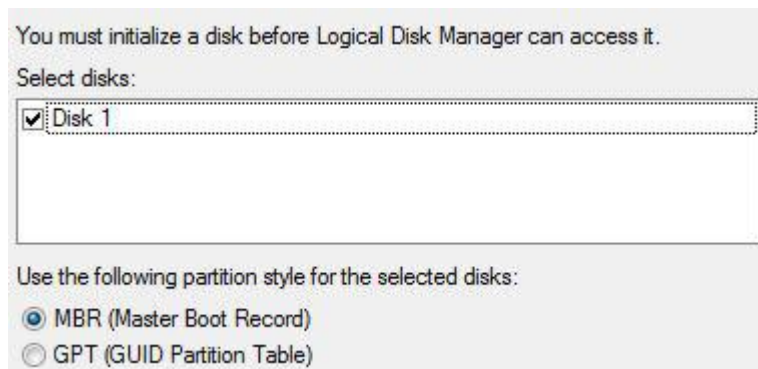 You must initialize a disk before Logical Disk Manager can access it.
Select disks:
Disk 1
Use the following partition style for the selected disks:
MBR (Master Boot Record)
GPT (GUID Partition Table)